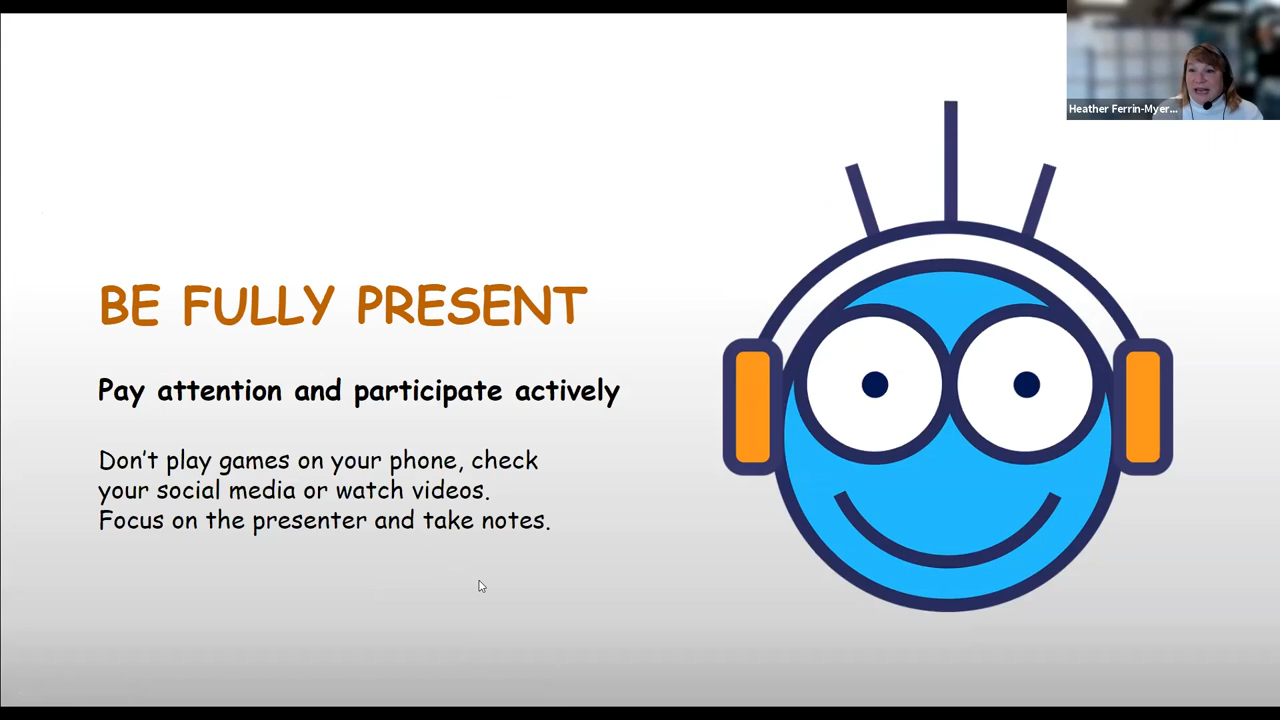 Heather Ferrin-Myer...
BE FULLY PRESENT
Pay attention and participate actively
Don't play games on your phone, check
your social media or watch videos.
Focus on the presenter and take notes.